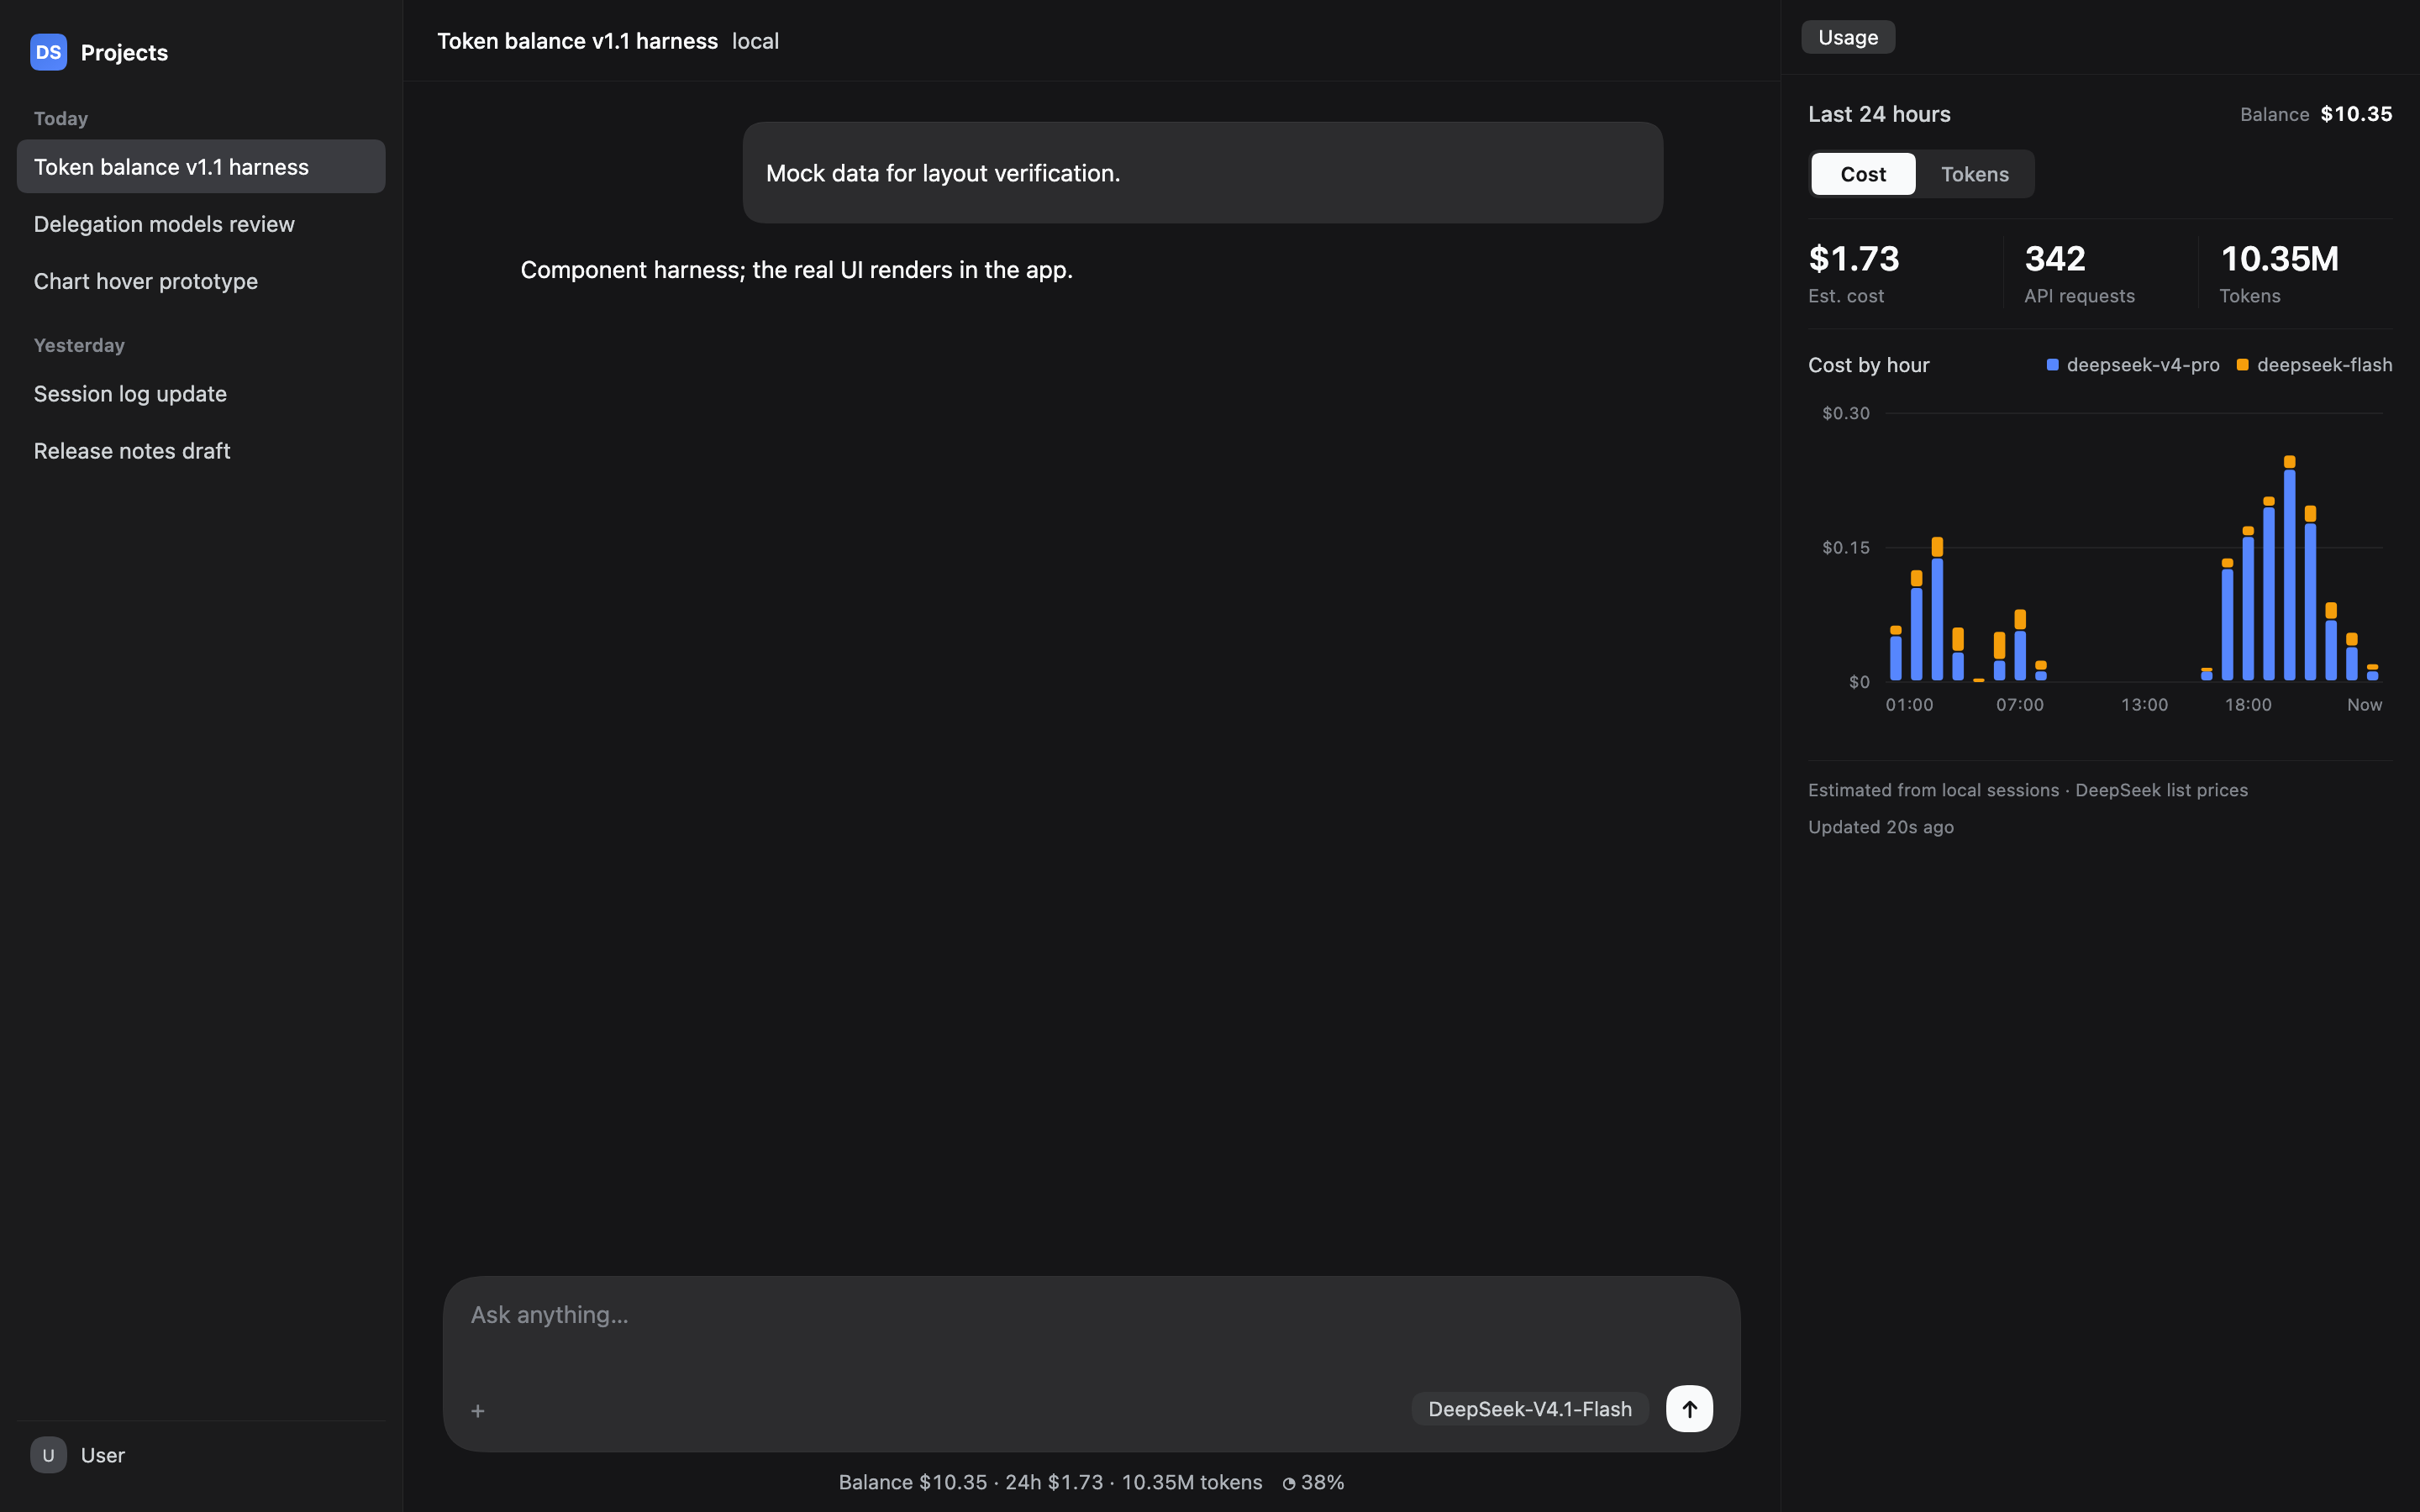 DS Projects
Today
Token balance v1.1 harness
Delegation models review
Chart hover prototype
Yesterday
Session log update
Release notes draft
U User
Token balance v1.1 harness local
Mock data for layout verification.
Component harness; the real UI renders in the app.
Ask anything...
+
DeepSeek-V4.1-Flash
Balance $10.35 · 24h $1.73 · 10.35M tokens 38%
Usage
Last 24 hours Balance $10.35
Cost Tokens
$1.73 342 10.35M
Est. cost API requests Tokens
Cost by hour deepseek-v4-pro deepseek-flash
$0.30
$0.15
$0
01:00 07:00 13:00 18:00 Now
Estimated from local sessions · DeepSeek list prices
Updated 20s ago